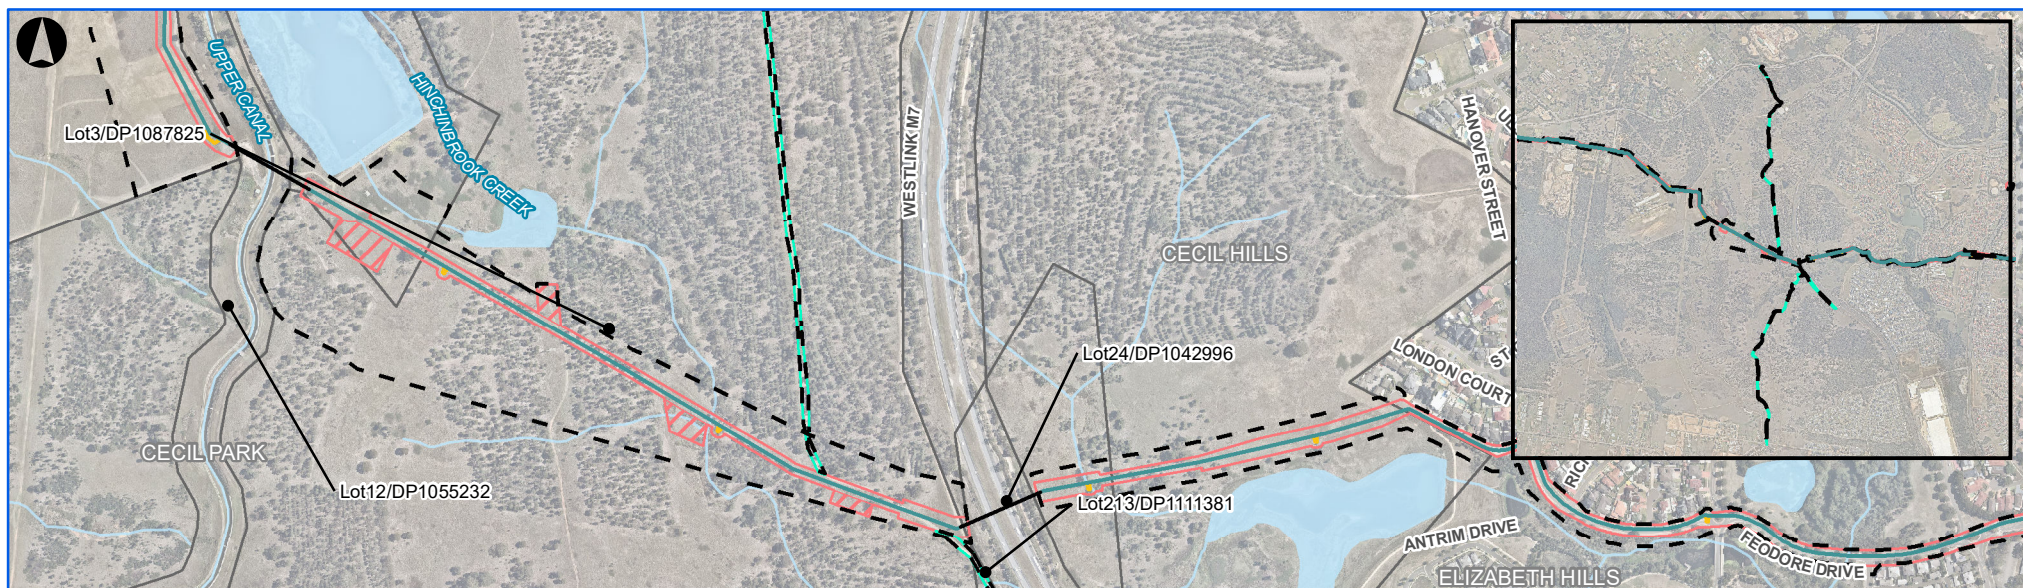 UPPER CANAL
HINCHINBROOK CREEK
Lot3/DP1087825
WESTLINK M7
HANOVER STREET
CECIL HILLS
Lot24/DP1042996
LONDON COURT
CECIL PARK
Lot12/DP1055232
Lot213/DP1111381
ANTRIM DRIVE
FEODORE DRIVE
ELIZABETH HILLS